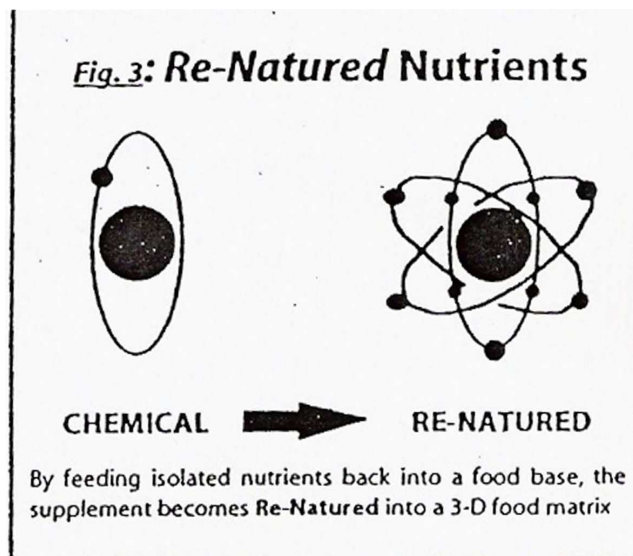 Fig. 3: Re-Natured Nutrients
CHEMICAL
RE-NATURED
By feeding isolated nutrients back into a food base, the
supplement becomes Re-Natured into a 3-D food matrix